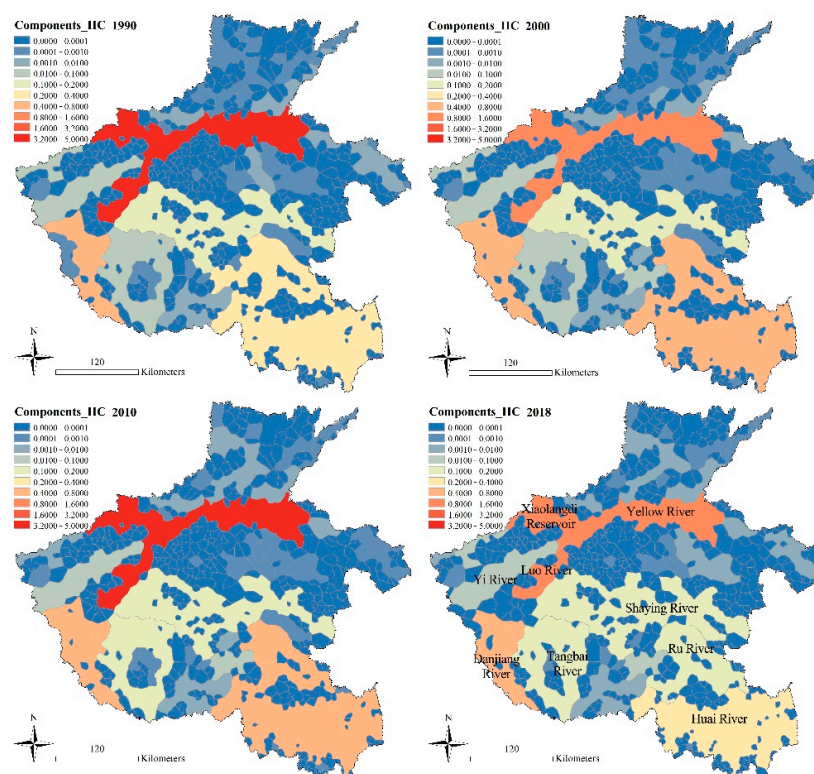 Components_IIC 1990
0.0000 - 0.0001
0.0001 - 0.0010
0.0010 - 0.0100
0.0100 - 0.1000
0.1000 - 0.2000
0.2000 - 0.4000
0.4000 - 0.8000
0.8000 - 1.6000
1.6000 - 3.2000
3.2000 - 5.0000
N
120
Kilometers
Components_IIC 2000
0.0000 - 0.0001
0.0001 - 0.0010
0.0010 - 0.0100
0.0100 - 0.1000
0.1000 - 0.2000
0.2000 - 0.4000
0.4000 - 0.8000
0.8000 - 1.6000
1.6000 - 3.2000
3.2000 - 5.0000
N
120
Kilometers
Components_IIC 2010
0.0000 - 0.0001
0.0001 - 0.0010
0.0010 - 0.0100
0.0100 - 0.1000
0.1000 - 0.2000
0.2000 - 0.4000
0.4000 - 0.8000
0.8000 - 1.6000
1.6000 - 3.2000
3.2000 - 5.0000
N
120
Kilometers
Components_IIC 2018
0.0000 - 0.0001
0.0001 - 0.0010
0.0010 - 0.0100
0.0100 - 0.1000
0.1000 - 0.2000
0.2000 - 0.4000
0.4000 - 0.8000
0.8000 - 1.6000
1.6000 - 3.2000
3.2000 - 5.0000
Xiaolangdi
Reservoir
Yellow River
Yi River
Luo River
Shaying River
Ru River
Danjiang
River
Tangbai
River
Huai River
N
120
Kilometers